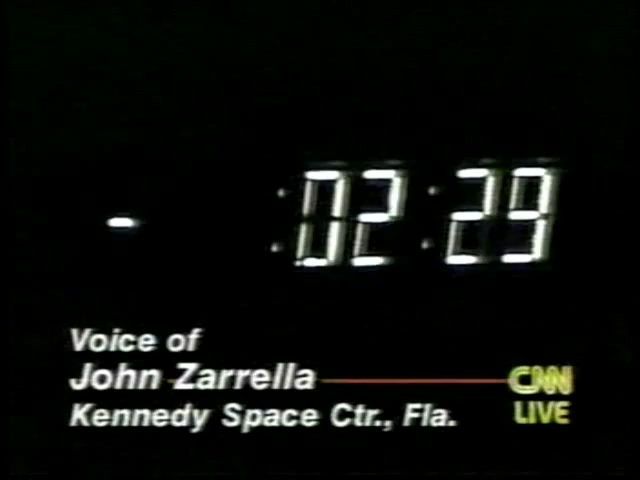 - :02:29
Voice of
John Zarrella
CNN
Kennedy Space Ctr., Fla.
LIVE